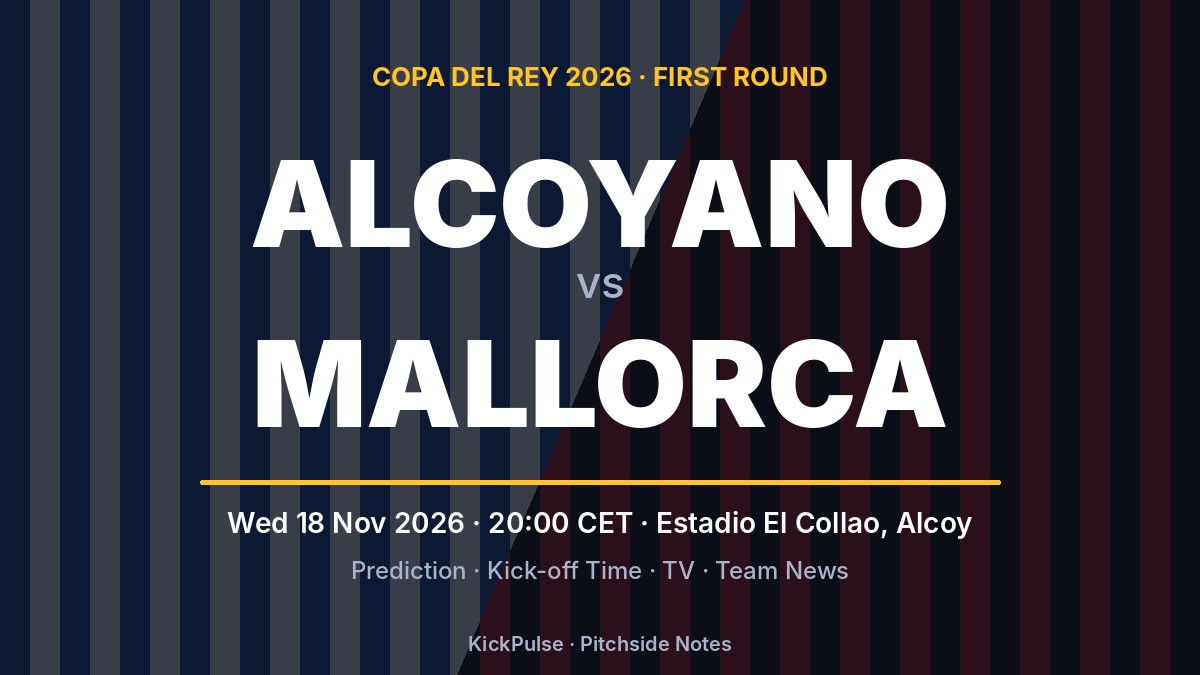 COPA DEL REY 2026 · FIRST ROUND
ALCOYANO
VS
MALLORCA
Wed 18 Nov 2026 · 20:00 CET · Estadio El Collao, Alcoy
Prediction · Kick-off Time · TV · Team News
KickPulse · Pitchside Notes